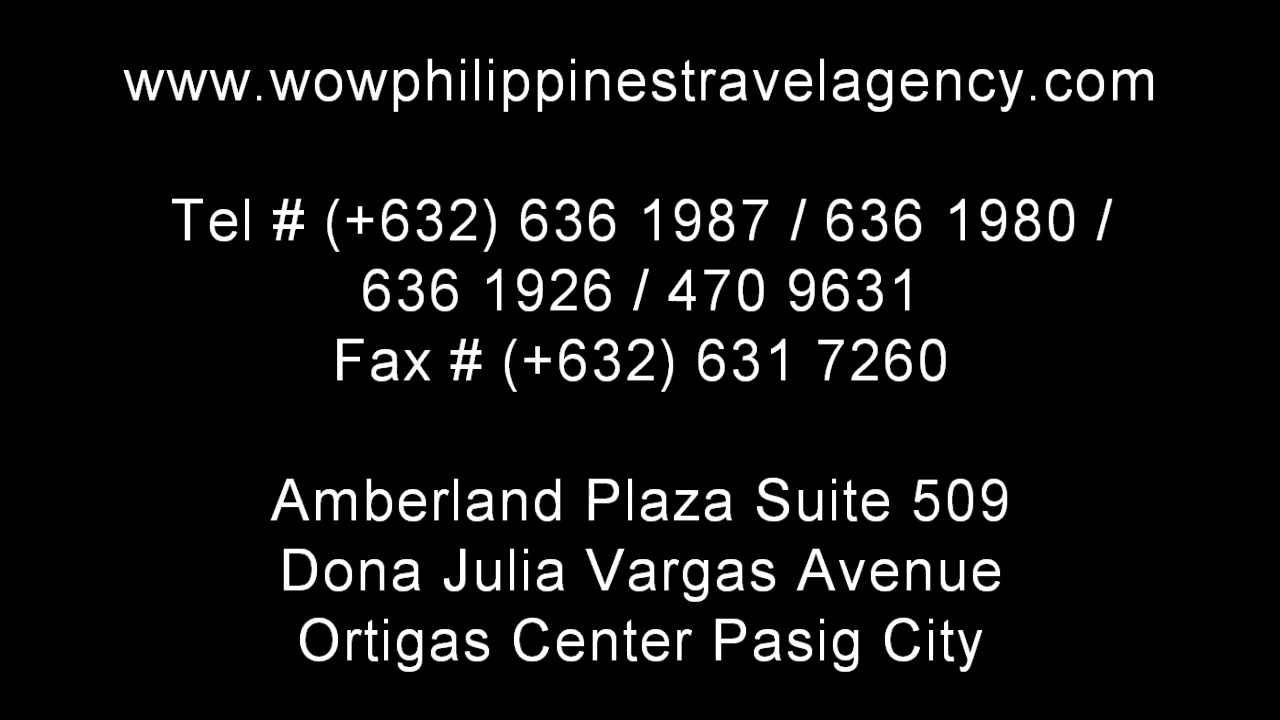 www.wowphilippinestravelagency.com
Tel # (+632) 636 1987 / 636 1980 /
636 1926 / 470 9631
Fax # (+632) 631 7260
Amberland Plaza Suite 509
Dona Julia Vargas Avenue
Ortigas Center Pasig City